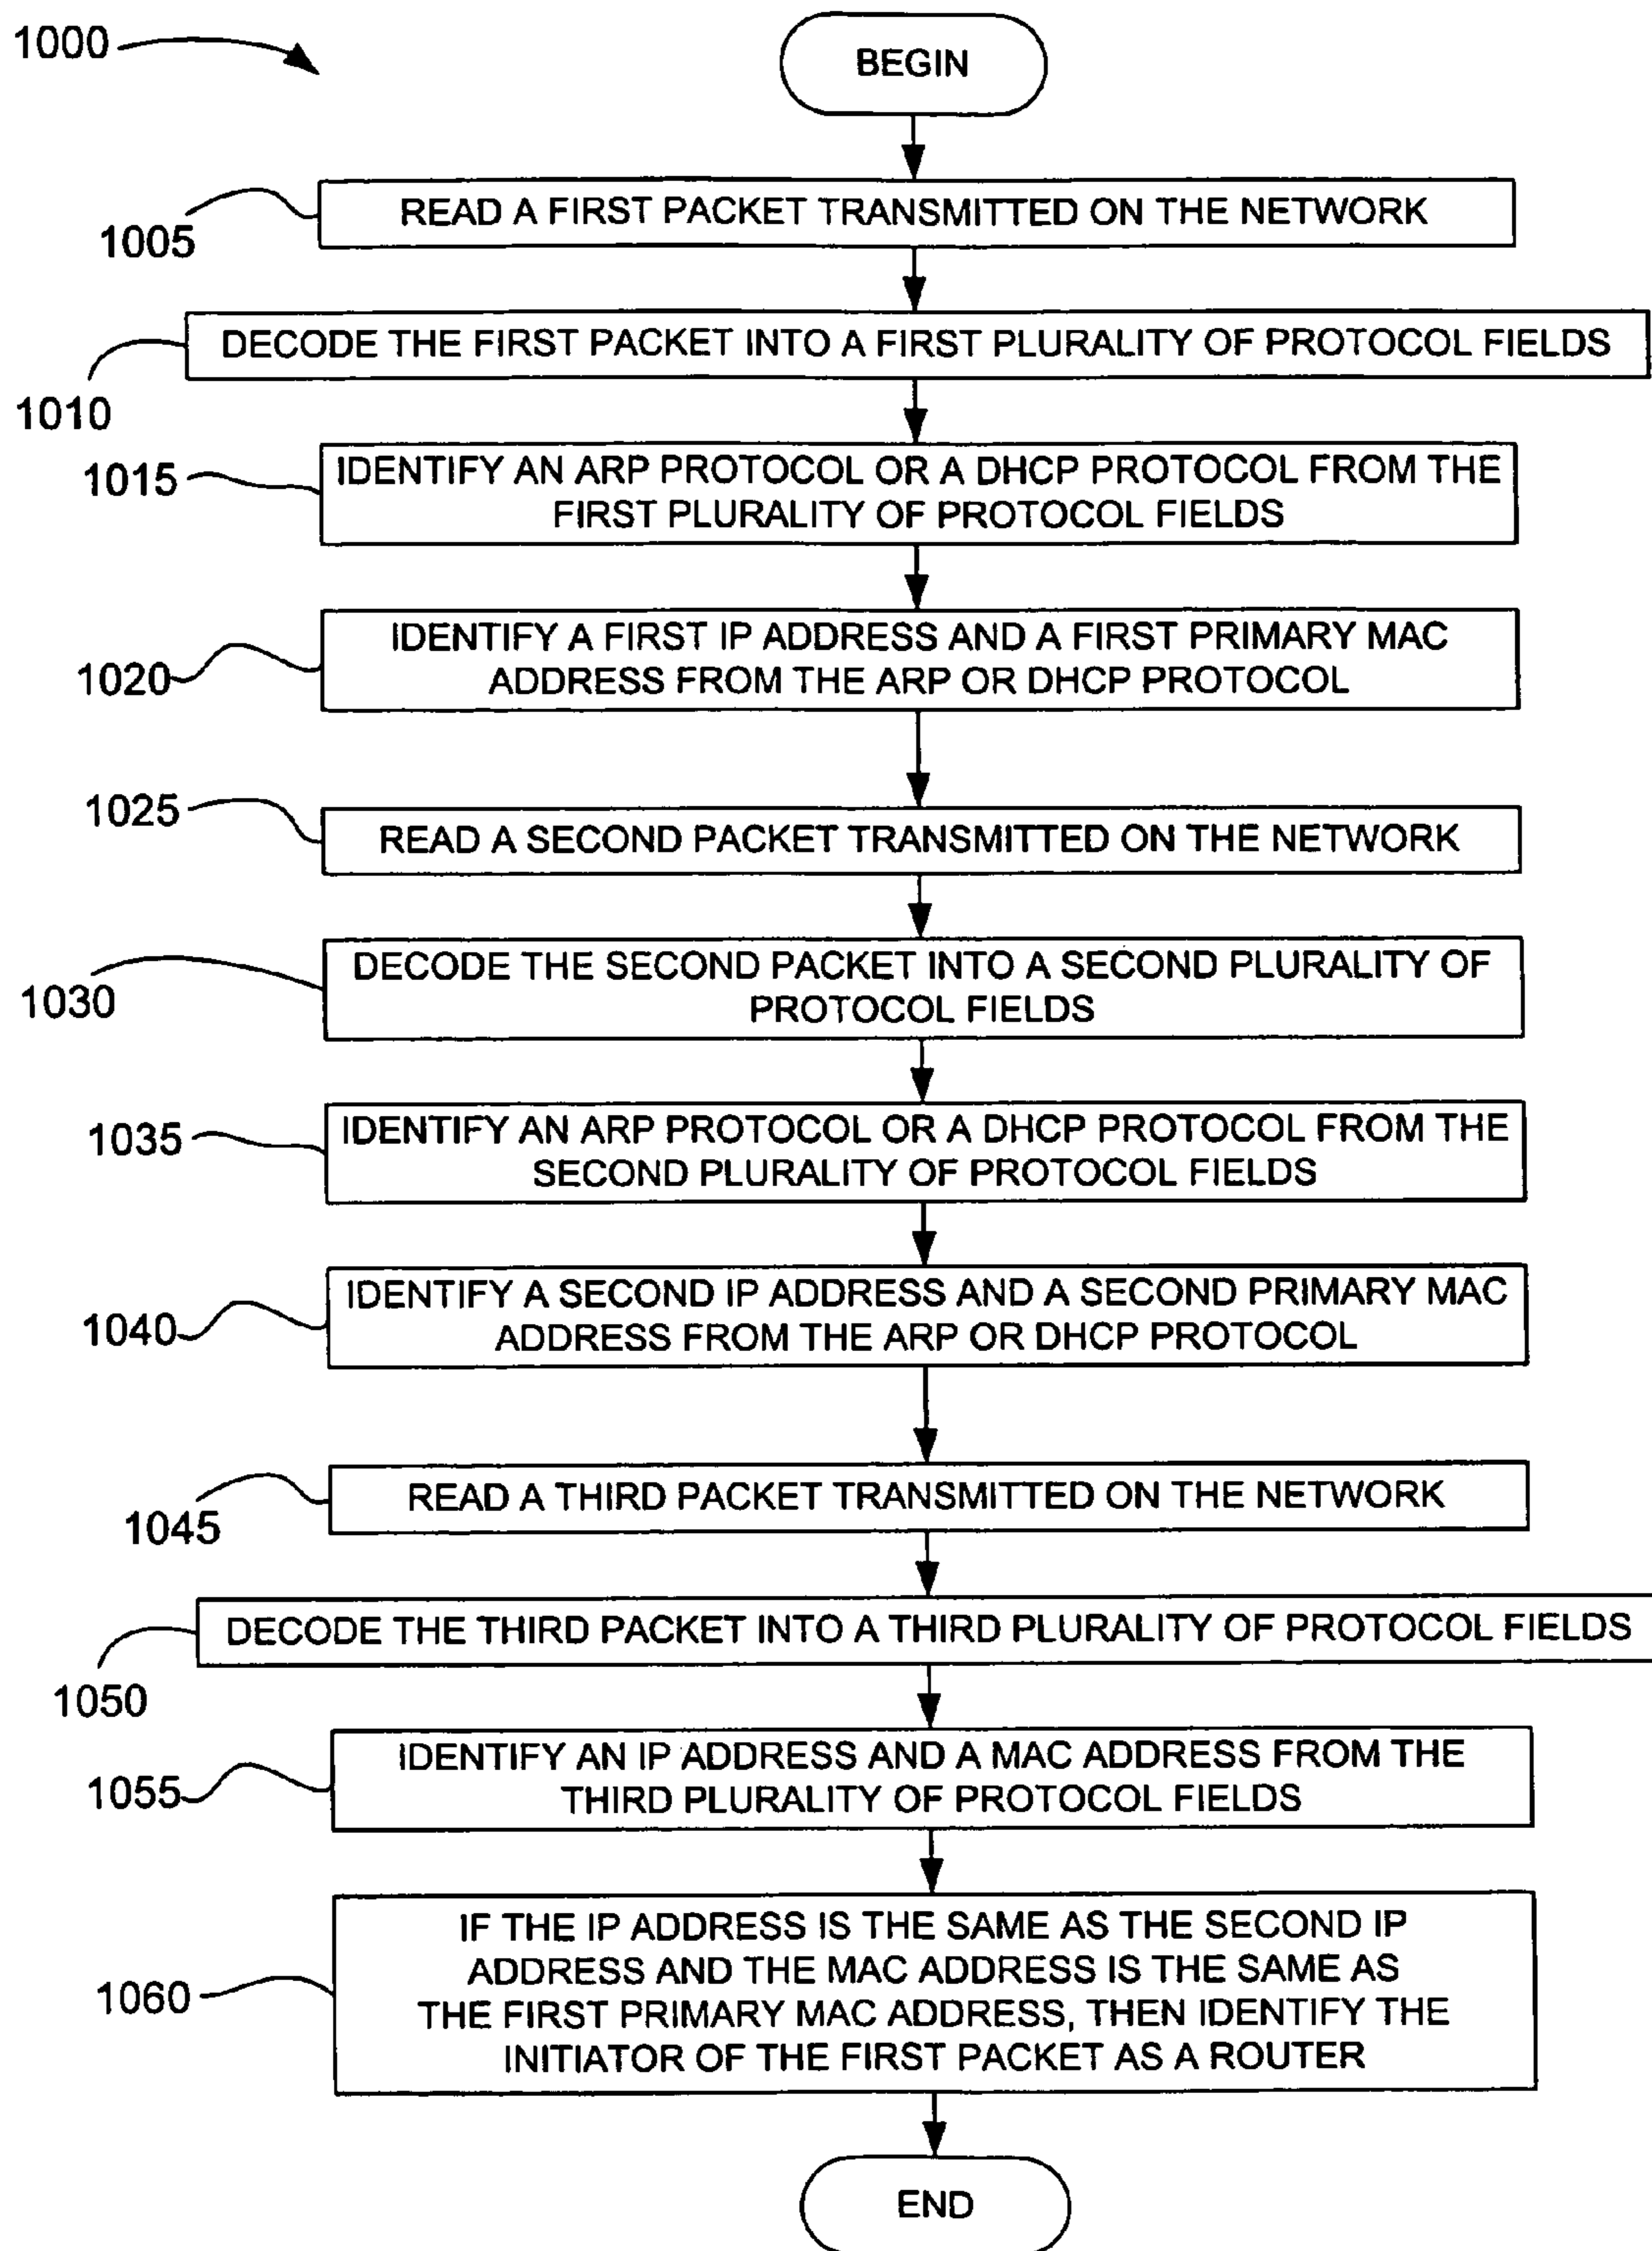 1000
BEGIN
READ A FIRST PACKET TRANSMITTED ON THE NETWORK
1005
DECODE THE FIRST PACKET INTO A FIRST PLURALITY OF PROTOCOL FIELDS
1010
1015
IDENTIFY AN ARP PROTOCOL OR A DHCP PROTOCOL FROM THE
FIRST PLURALITY OF PROTOCOL FIELDS
1020
IDENTIFY A FIRST IP ADDRESS AND A FIRST PRIMARY MAC
ADDRESS FROM THE ARP OR DHCP PROTOCOL
1025
READ A SECOND PACKET TRANSMITTED ON THE NETWORK
1030
DECODE THE SECOND PACKET INTO A SECOND PLURALITY OF
PROTOCOL FIELDS
1035
IDENTIFY AN ARP PROTOCOL OR A DHCP PROTOCOL FROM THE
SECOND PLURALITY OF PROTOCOL FIELDS
1040
IDENTIFY A SECOND IP ADDRESS AND A SECOND PRIMARY MAC
ADDRESS FROM THE ARP OR DHCP PROTOCOL
READ A THIRD PACKET TRANSMITTED ON THE NETWORK
1045
DECODE THE THIRD PACKET INTO A THIRD PLURALITY OF PROTOCOL FIELDS
1050
1055
IDENTIFY AN IP ADDRESS AND A MAC ADDRESS FROM THE
THIRD PLURALITY OF PROTOCOL FIELDS
1060
IF THE IP ADDRESS IS THE SAME AS THE SECOND IP
ADDRESS AND THE MAC ADDRESS IS THE SAME AS
THE FIRST PRIMARY MAC ADDRESS, THEN IDENTIFY THE
INITIATOR OF THE FIRST PACKET AS A ROUTER
END